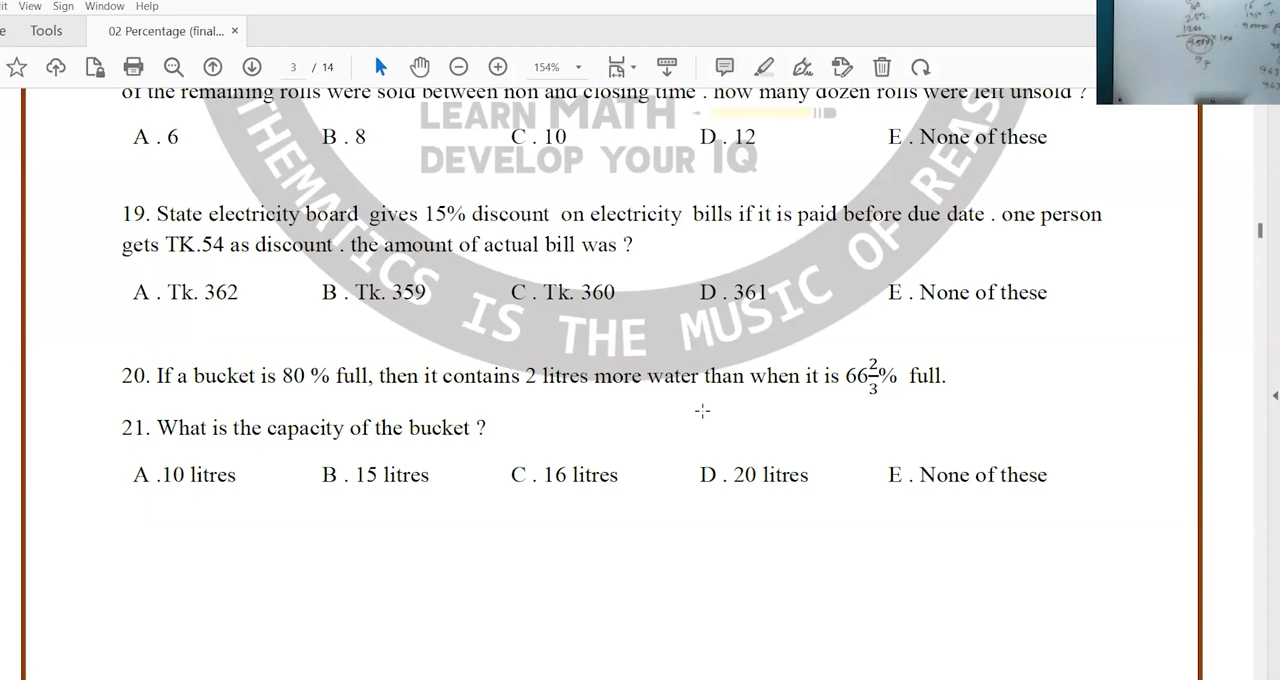 it View Sign Window Help
e Tools 02 Percentage (final... ×
3 / 14 154%
of the remaining rolls were sold between non and closing time . how many dozen rolls were left unsold ?
LEARN MATH
DEVELOP YOUR IQ
A . 6 B . 8 C . 10 D . 12 E . None of these
THEMATICS IS THE MUSIC OF REAS
19. State electricity board gives 15% discount on electricity bills if it is paid before due date . one person
gets TK.54 as discount . the amount of actual bill was ?
A . Tk. 362 B . Tk. 359 C . Tk. 360 D . 361 E . None of these
20. If a bucket is 80 % full, then it contains 2 litres more water than when it is 66 2/3 % full.
21. What is the capacity of the bucket ?
A .10 litres B . 15 litres C . 16 litres D . 20 litres E . None of these